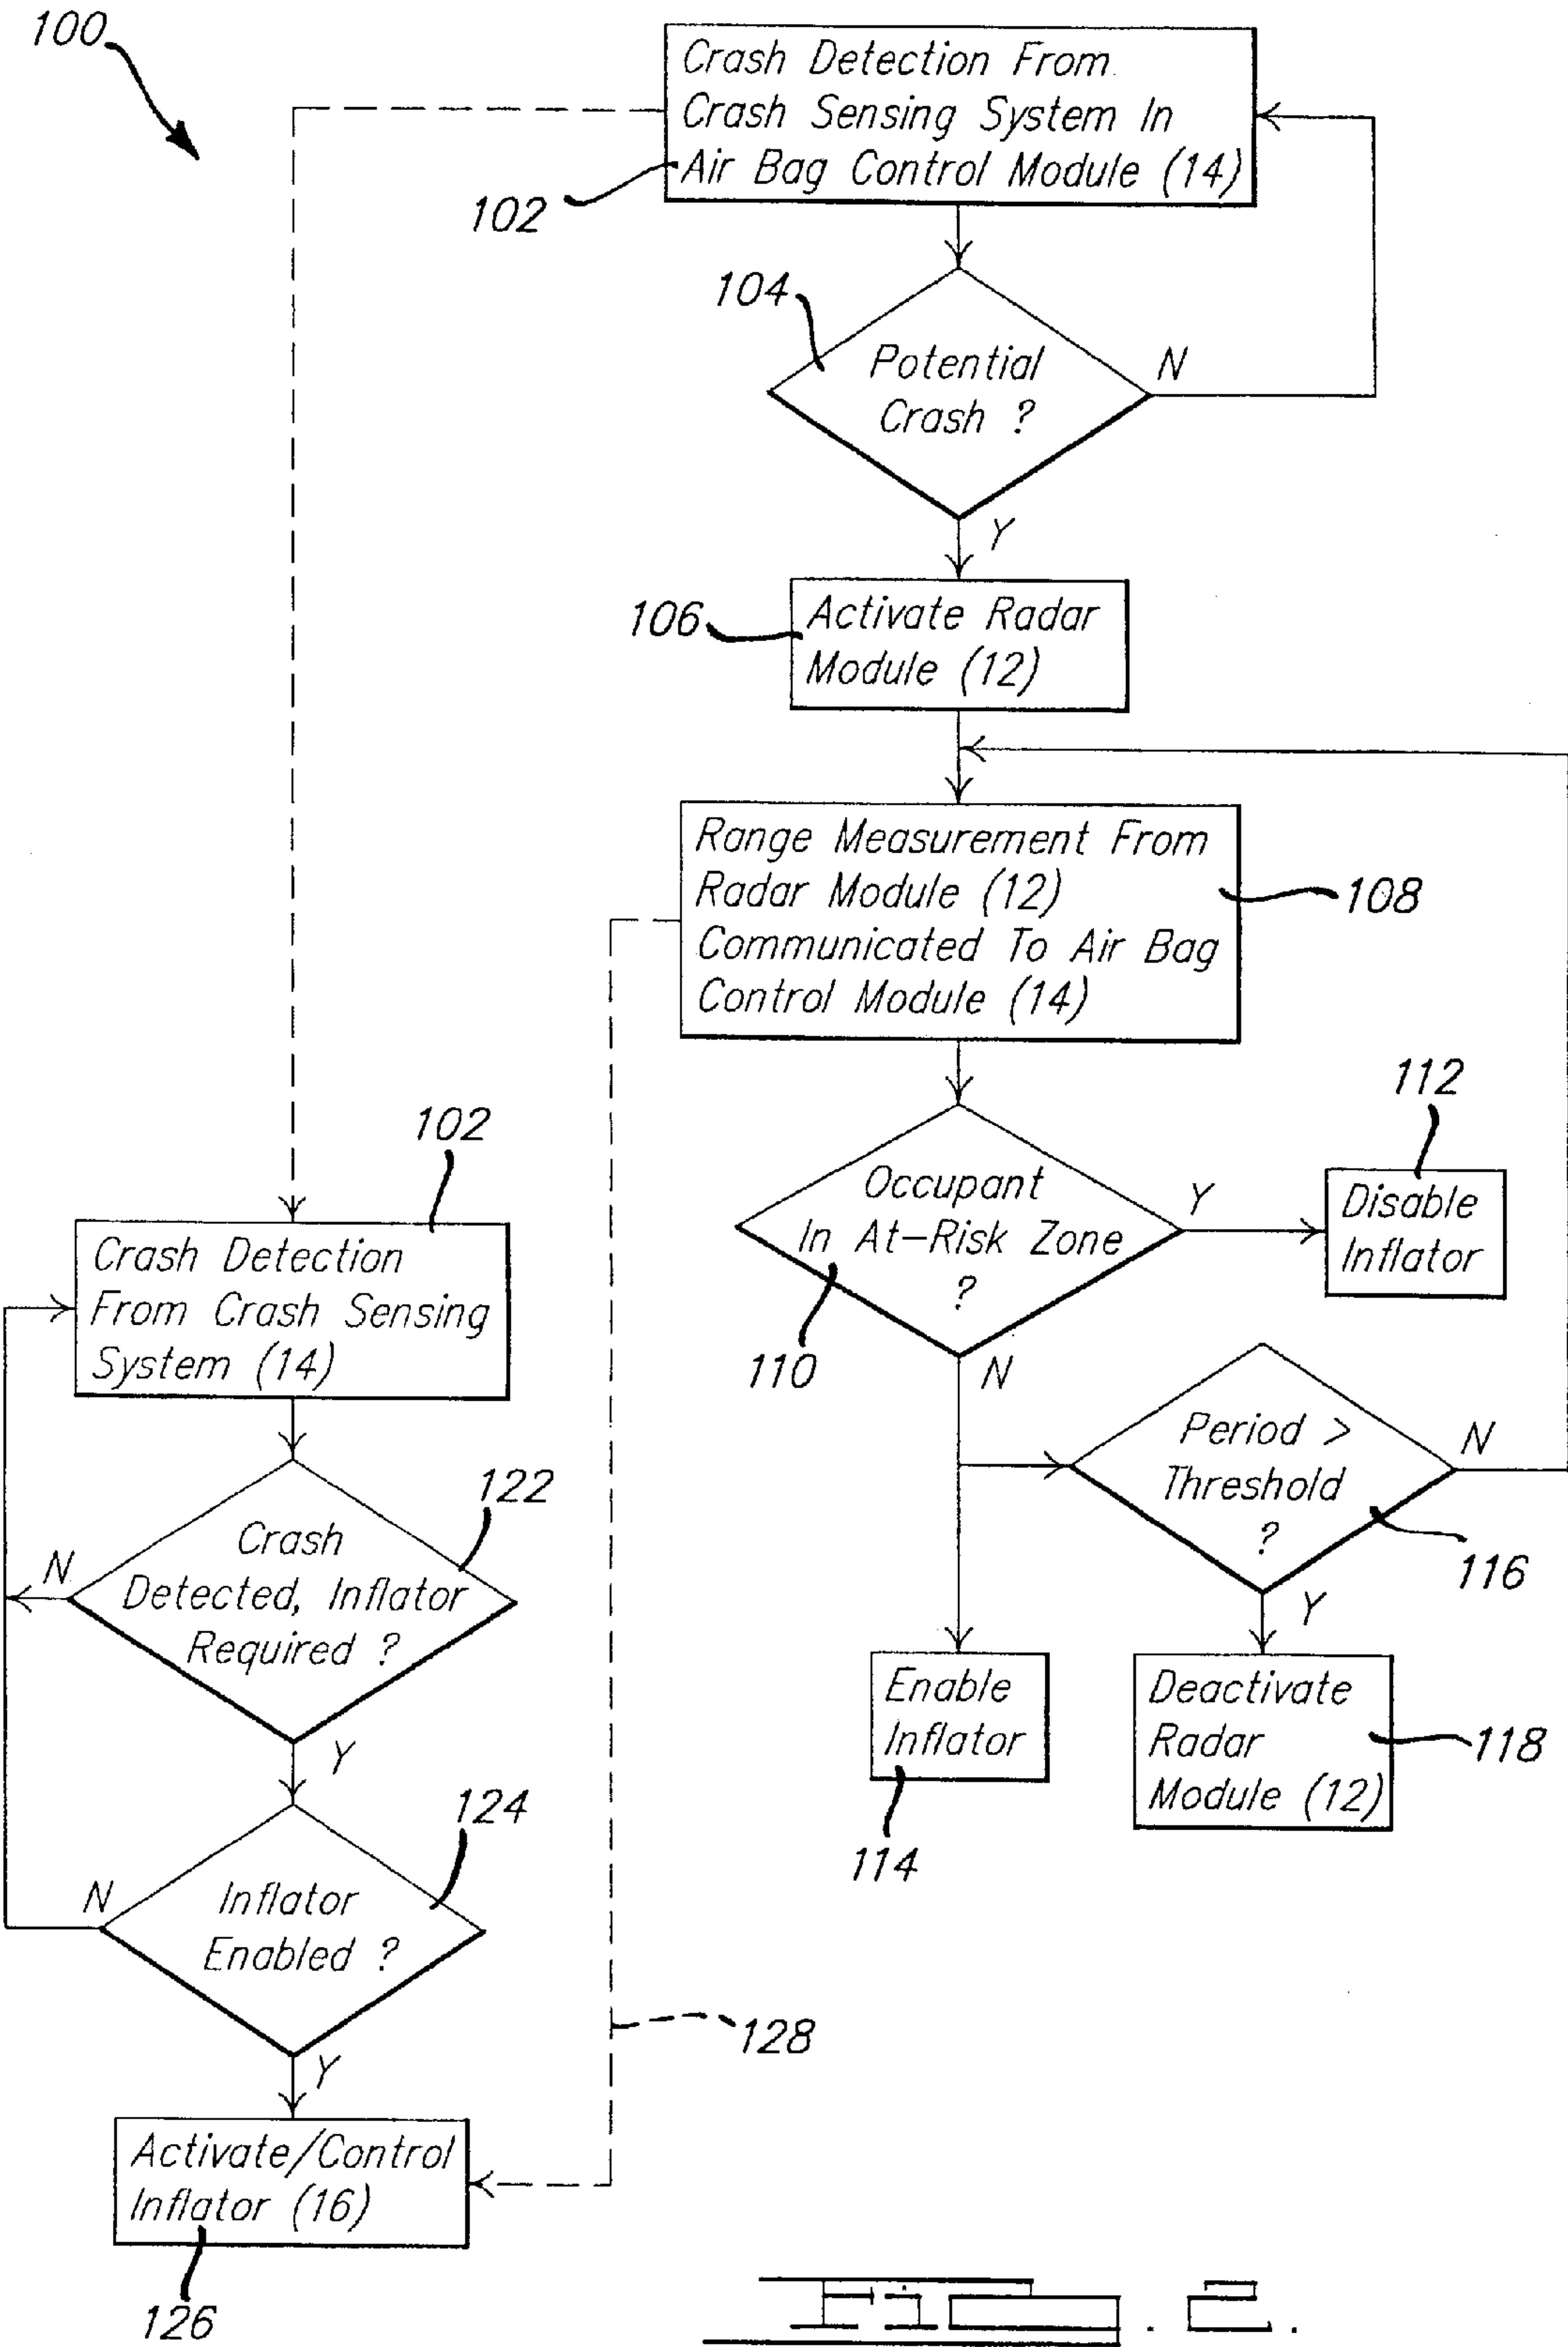 100
Crash Detection From
Crash Sensing System In
Air Bag Control Module (14)
102
104
Potential
Crash ?
N
Y
106
Activate Radar
Module (12)
Range Measurement From
Radar Module (12)
Communicated To Air Bag
Control Module (14)
108
112
Occupant
In At-Risk Zone
?
Y
Disable
Inflator
110
N
102
Crash Detection
From Crash Sensing
System (14)
Period >
Threshold
?
N
116
Y
122
Crash
Detected, Inflator
Required ?
N
Y
Enable
Inflator
114
Deactivate
Radar
Module (12)
118
124
Inflator
Enabled ?
N
Y
128
Activate/Control
Inflator (16)
126